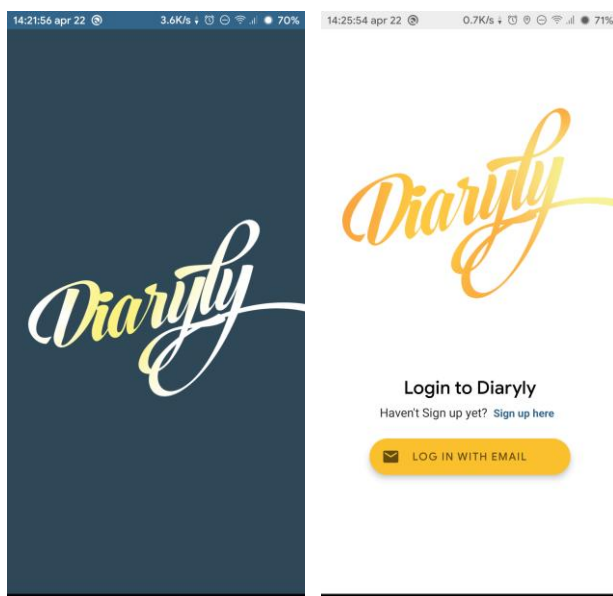 14:21:56 apr 22 3.6K/s 70%
Diaryly
14:25:54 apr 22 0.7K/s 71%
Diaryly
Login to Diaryly
Haven't Sign up yet? Sign up here
LOG IN WITH EMAIL